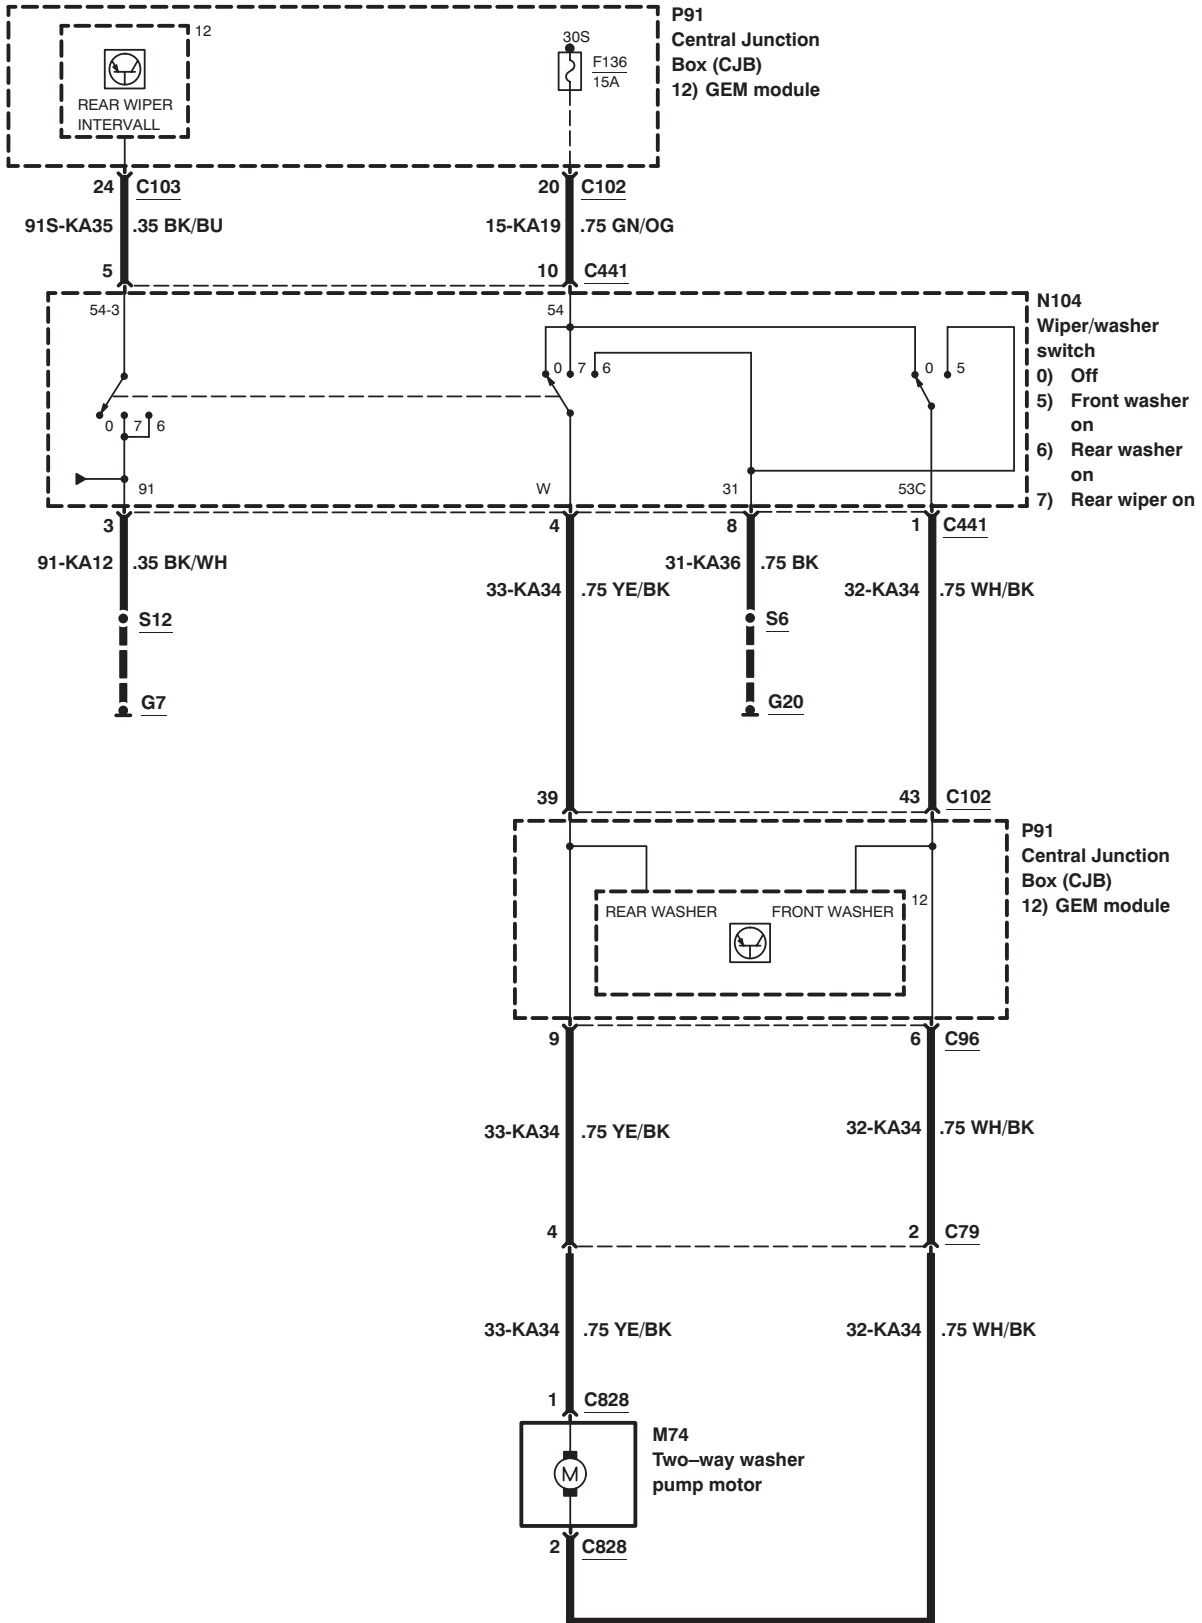 P91
Central Junction
Box (CJB)
12) GEM module
12
REAR WIPER
INTERVALL
30S
F136
15A
24 C103
20 C102
91S-KA35 .35 BK/BU
15-KA19 .75 GN/OG
5
10 C441
N104
Wiper/washer
switch
0) Off
5) Front washer
on
6) Rear washer
on
7) Rear wiper on
54-3
54
0 7 6
0 5
0 7 6
91
W
31
53C
3
4
8
1 C441
91-KA12 .35 BK/WH
31-KA36 .75 BK
33-KA34 .75 YE/BK
32-KA34 .75 WH/BK
S12
S6
G7
G20
39
43 C102
P91
Central Junction
Box (CJB)
12) GEM module
12
REAR WASHER
FRONT WASHER
9
6 C96
33-KA34 .75 YE/BK
32-KA34 .75 WH/BK
4
2 C79
33-KA34 .75 YE/BK
32-KA34 .75 WH/BK
1 C828
M74
Two–way washer
pump motor
M
2 C828